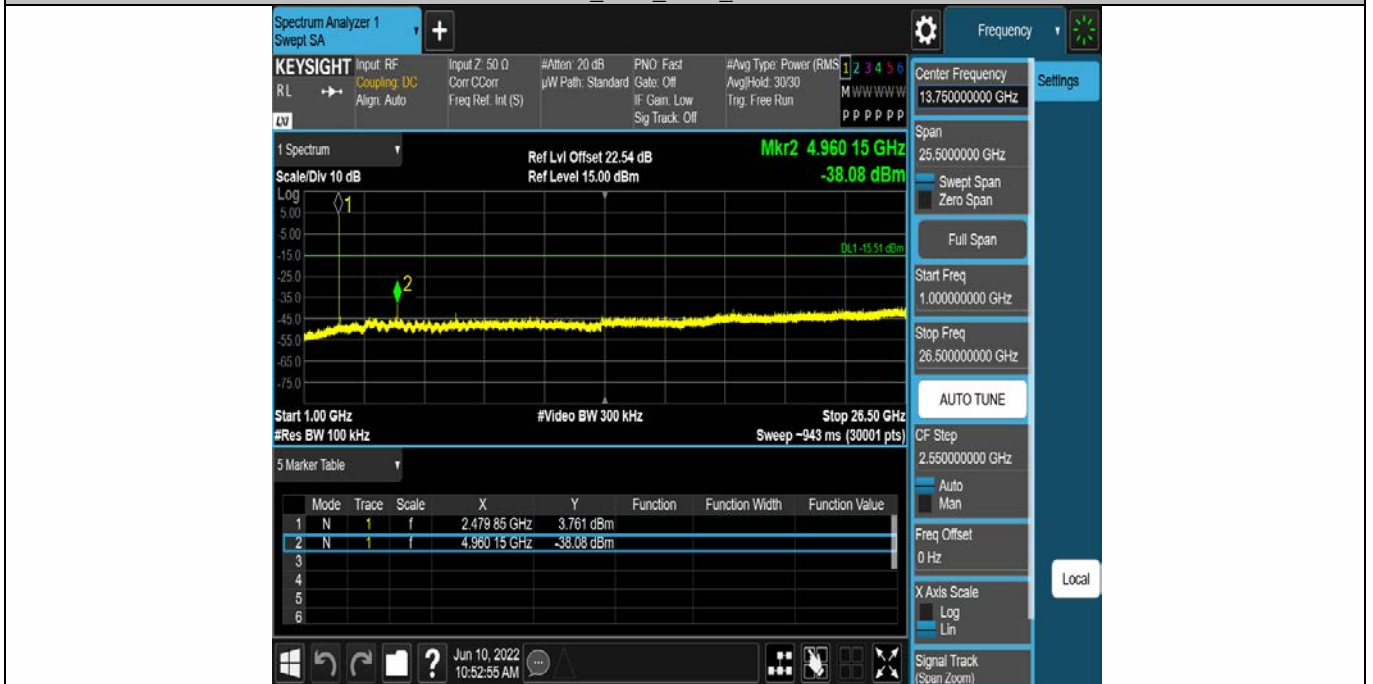 Spectrum Analyzer 1
Swept SA
+
Frequency
KEYSIGHT
RL
Input: RF
Coupling: DC
Align: Auto
Input Z: 50 Ω
Corr CCorr
Freq Ref: Int (S)
#Atten: 20 dB
µW Path: Standard
PNO: Fast
Gate: Off
IF Gain: Low
Sig Track: Off
#Avg Type: Power (RMS
Avg|Hold: 30/30
Trig: Free Run
1 2 3 4 5 6
M W W W W W
P P P P P P
1 Spectrum
Scale/Div 10 dB
Ref Lvl Offset 22.54 dB
Ref Level 15.00 dBm
Mkr2 4.960 15 GHz
-38.08 dBm
Log
5.00
-5.00
-15.0
-25.0
-35.0
-45.0
-55.0
-65.0
-75.0
1
2
DL1 -15.51 dBm
Start 1.00 GHz
#Video BW 300 kHz
Stop 26.50 GHz
#Res BW 100 kHz
Sweep ~943 ms (30001 pts)
5 Marker Table
Mode Trace Scale X Y Function Function Width Function Value
1 N 1 f 2.479 85 GHz 3.761 dBm
2 N 1 f 4.960 15 GHz -38.08 dBm
3
4
5
6
?
Jun 10, 2022
10:52:55 AM
Center Frequency
13.750000000 GHz
Settings
Span
25.5000000 GHz
Swept Span
Zero Span
Full Span
Start Freq
1.000000000 GHz
Stop Freq
26.500000000 GHz
AUTO TUNE
CF Step
2.550000000 GHz
Auto
Man
Freq Offset
0 Hz
X Axis Scale
Log
Lin
Signal Track
(Span Zoom)
Local